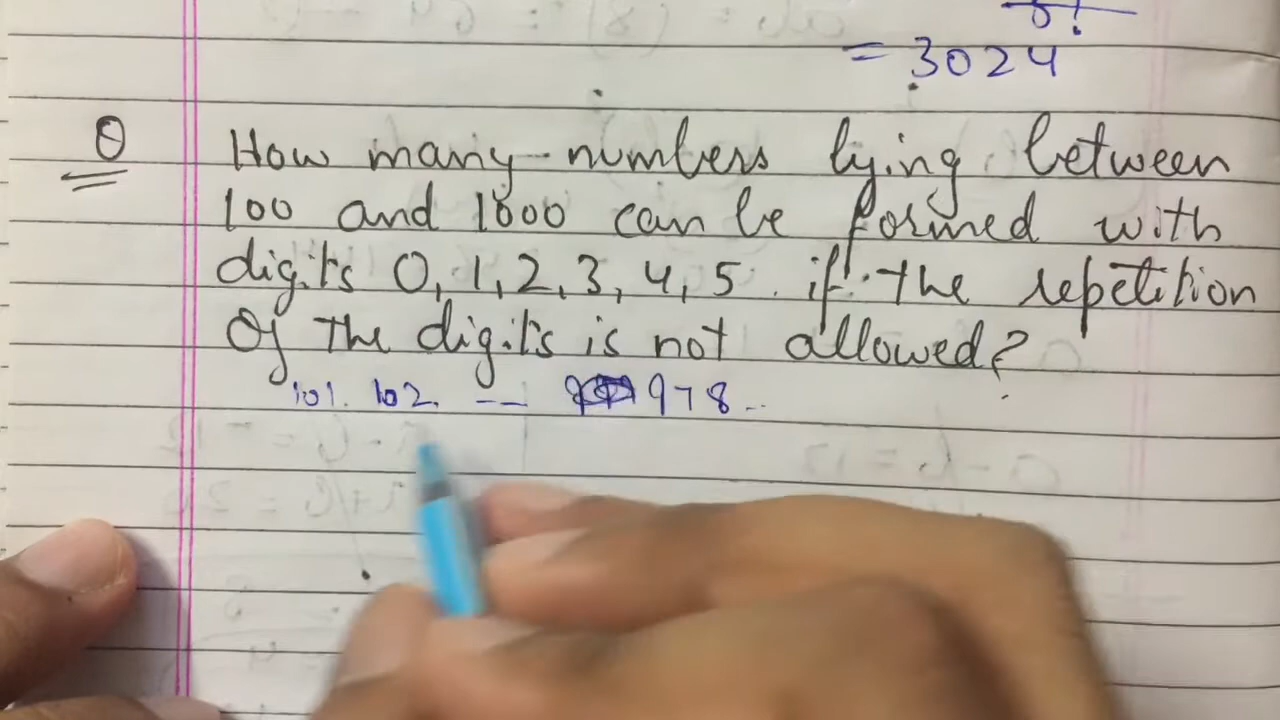 5!
= 3024
Q How many numbers lying between
100 and 1000 can be formed with
digits 0, 1, 2, 3, 4, 5 if the repetition
of the digits is not allowed?
101. 102. -- 978..